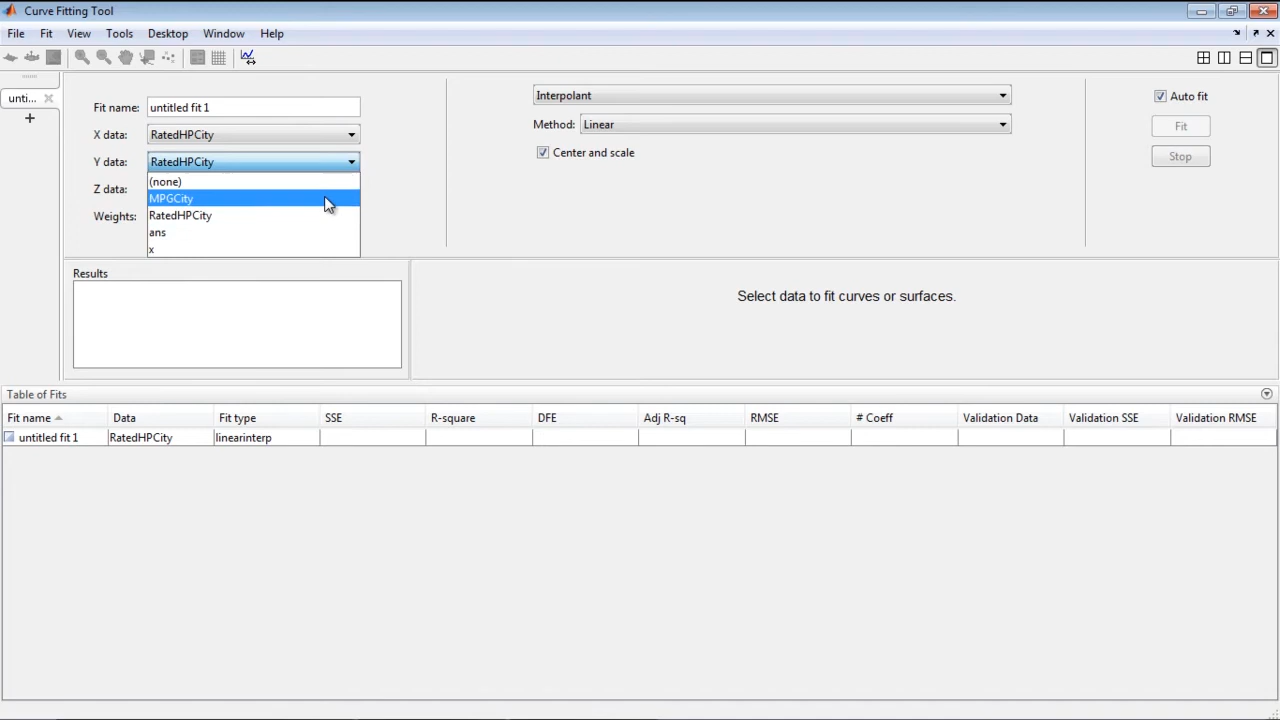 Curve Fitting Tool
File Fit View Tools Desktop Window Help
unti...
Fit name: untitled fit 1
X data: RatedHPCity
Y data: RatedHPCity
(none)
MPGCity
RatedHPCity
ans
x
Z data:
Weights:
Interpolant
Method: Linear
Center and scale
Auto fit
Fit
Stop
Results
Select data to fit curves or surfaces.
Table of Fits
Fit name Data Fit type SSE R-square DFE Adj R-sq RMSE # Coeff Validation Data Validation SSE Validation RMSE
untitled fit 1 RatedHPCity linearinterp